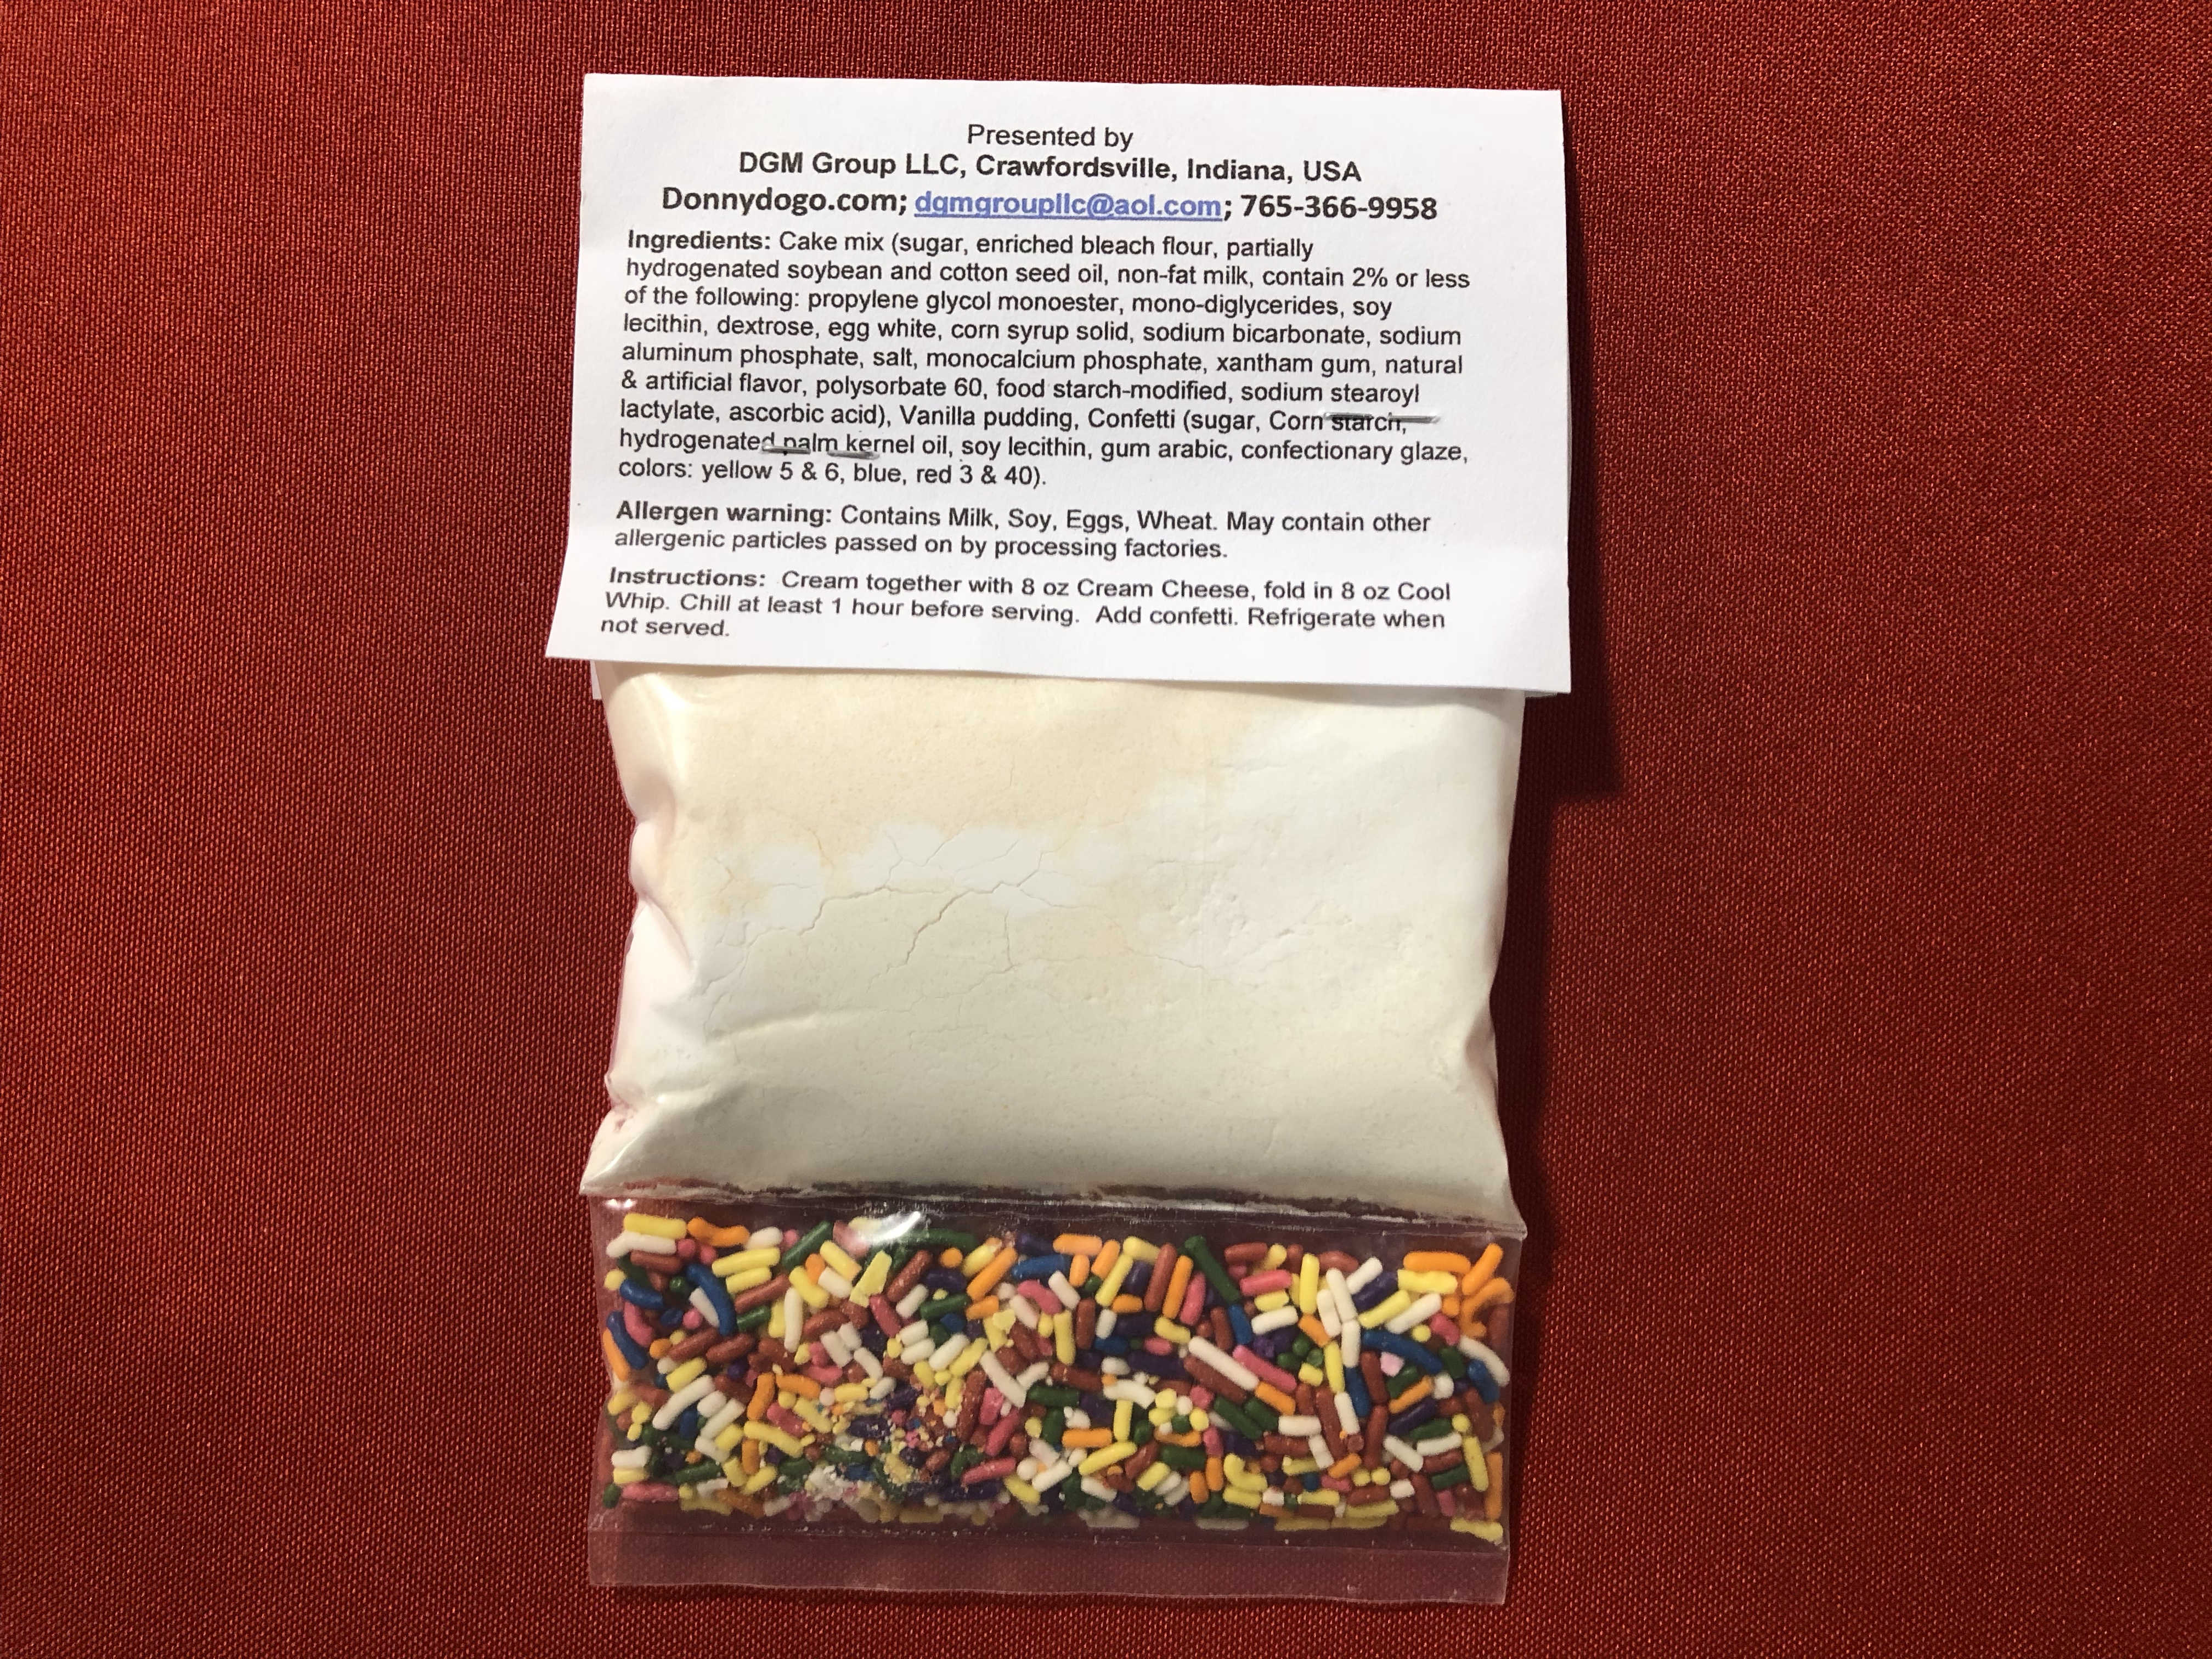 Presented by
DGM Group LLC, Crawfordsville, Indiana, USA
Donnydogo.com; dgmgroupllc@aol.com; 765-366-9958
Ingredients: Cake mix (sugar, enriched bleach flour, partially
hydrogenated soybean and cotton seed oil, non-fat milk, contain 2% or less
of the following: propylene glycol monoester, mono-diglycerides, soy
lecithin, dextrose, egg white, corn syrup solid, sodium bicarbonate, sodium
aluminum phosphate, salt, monocalcium phosphate, xantham gum, natural
& artificial flavor, polysorbate 60, food starch-modified, sodium stearoyl
lactylate, ascorbic acid), Vanilla pudding, Confetti (sugar, Corn starch,
hydrogenated palm kernel oil, soy lecithin, gum arabic, confectionary glaze,
colors: yellow 5 & 6, blue, red 3 & 40).
Allergen warning: Contains Milk, Soy, Eggs, Wheat. May contain other
allergenic particles passed on by processing factories.
Instructions: Cream together with 8 oz Cream Cheese, fold in 8 oz Cool
Whip. Chill at least 1 hour before serving. Add confetti. Refrigerate when
not served.